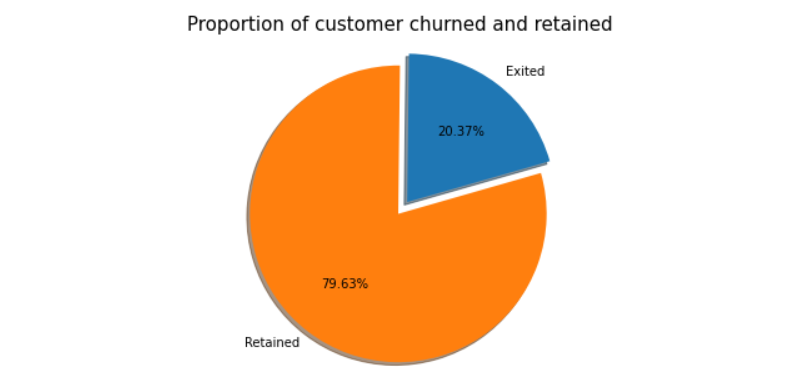 Proportion of customer churned and retained
Exited
20.37%
79.63%
Retained